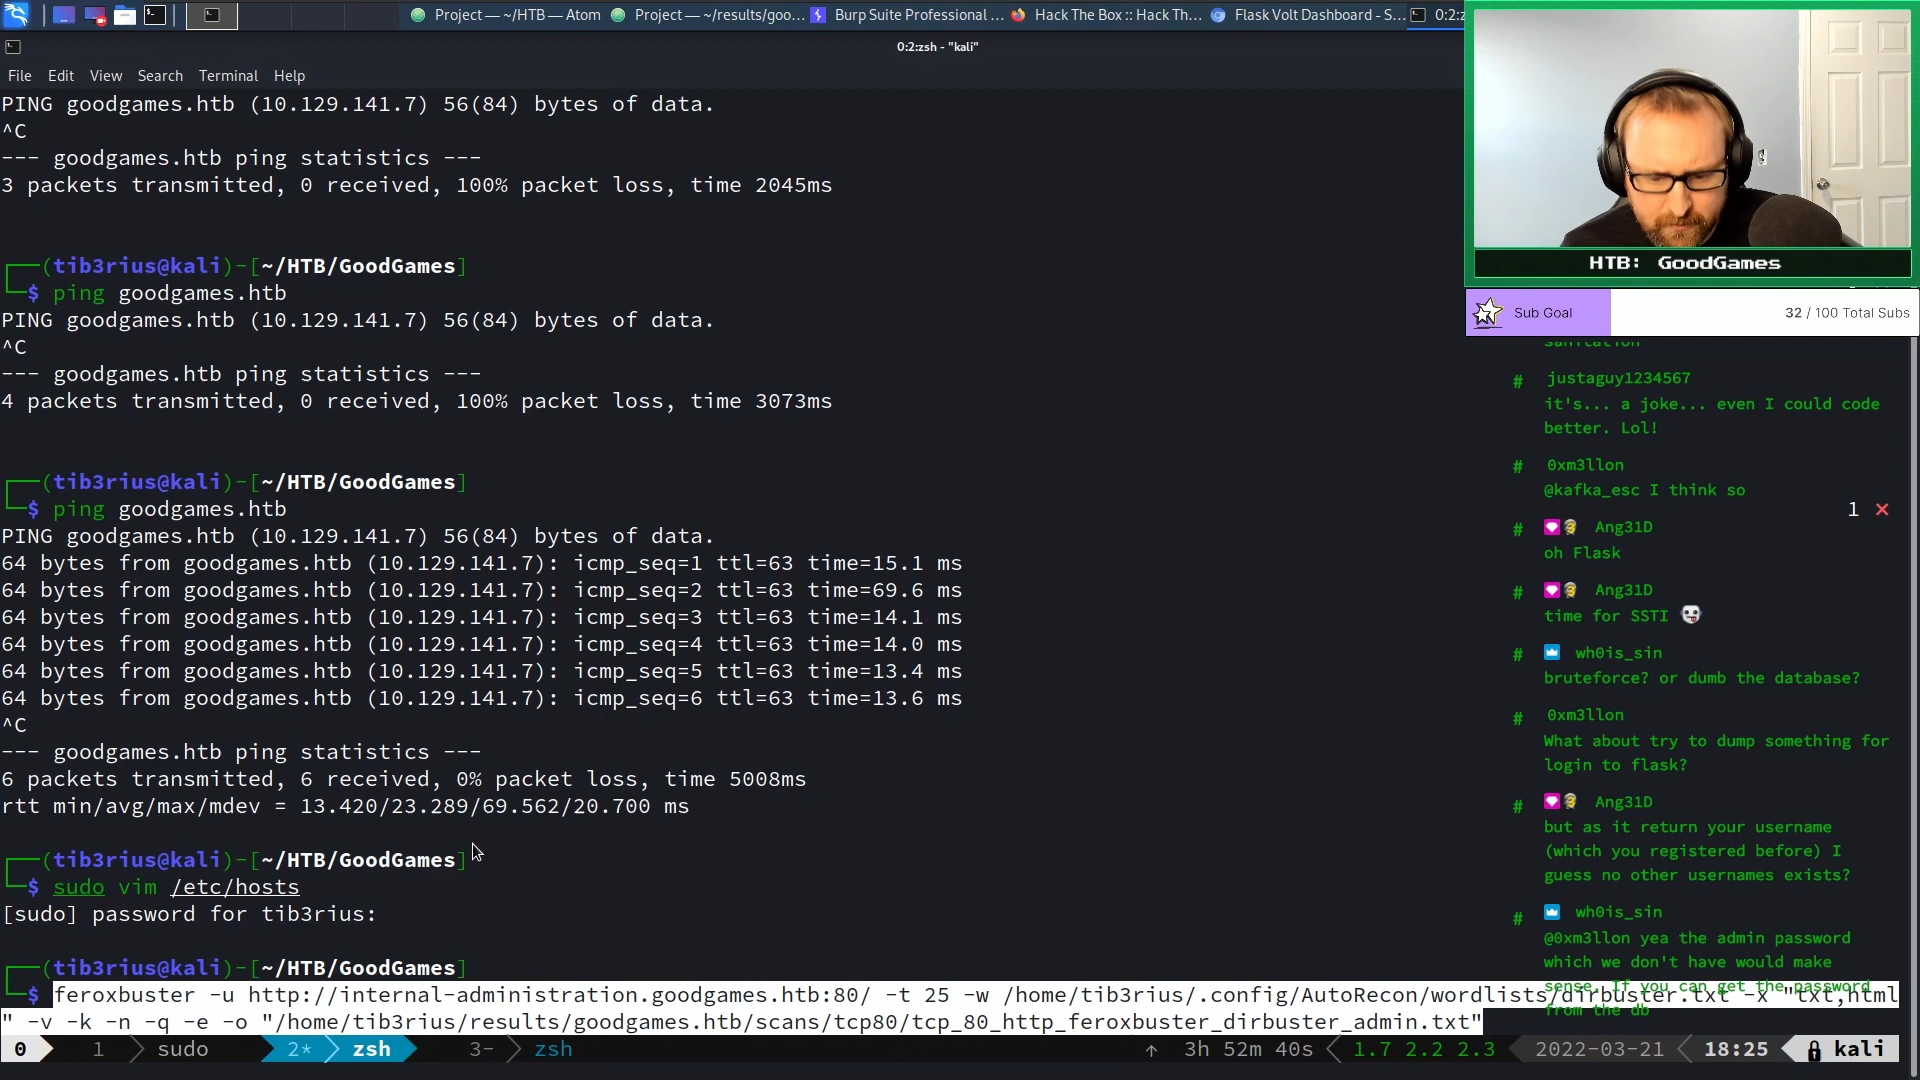 Project — ~/HTB — Atom
Project — ~/results/goo...
Burp Suite Professional ...
Hack The Box :: Hack Th...
Flask Volt Dashboard - S...
0:2:z
0:2:zsh - "kali"
File Edit View Search Terminal Help
PING goodgames.htb (10.129.141.7) 56(84) bytes of data.
^C
--- goodgames.htb ping statistics ---
3 packets transmitted, 0 received, 100% packet loss, time 2045ms
(tib3rius@kali)-[~/HTB/GoodGames]
$ ping goodgames.htb
PING goodgames.htb (10.129.141.7) 56(84) bytes of data.
^C
--- goodgames.htb ping statistics ---
4 packets transmitted, 0 received, 100% packet loss, time 3073ms
(tib3rius@kali)-[~/HTB/GoodGames]
$ ping goodgames.htb
1 ×
PING goodgames.htb (10.129.141.7) 56(84) bytes of data.
64 bytes from goodgames.htb (10.129.141.7): icmp_seq=1 ttl=63 time=15.1 ms
64 bytes from goodgames.htb (10.129.141.7): icmp_seq=2 ttl=63 time=69.6 ms
64 bytes from goodgames.htb (10.129.141.7): icmp_seq=3 ttl=63 time=14.1 ms
64 bytes from goodgames.htb (10.129.141.7): icmp_seq=4 ttl=63 time=14.0 ms
64 bytes from goodgames.htb (10.129.141.7): icmp_seq=5 ttl=63 time=13.4 ms
64 bytes from goodgames.htb (10.129.141.7): icmp_seq=6 ttl=63 time=13.6 ms
^C
--- goodgames.htb ping statistics ---
6 packets transmitted, 6 received, 0% packet loss, time 5008ms
rtt min/avg/max/mdev = 13.420/23.289/69.562/20.700 ms
(tib3rius@kali)-[~/HTB/GoodGames]
$ sudo vim /etc/hosts
[sudo] password for tib3rius:
(tib3rius@kali)-[~/HTB/GoodGames]
$ feroxbuster -u http://internal-administration.goodgames.htb:80/ -t 25 -w /home/tib3rius/.config/AutoRecon/wordlists/dirbuster.txt -x "txt,html
" -v -k -n -q -e -o "/home/tib3rius/results/goodgames.htb/scans/tcp80/tcp_80_http_feroxbuster_dirbuster_admin.txt"
0 1 sudo 2* zsh 3- zsh ↑ 3h 52m 40s 1.7 2.2 2.3 2022-03-21 18:25 kali
HTB: GoodGames
Sub Goal
32 / 100 Total Subs
sanitation
# justaguy1234567
it's... a joke... even I could code
better. Lol!
# 0xm3llon
@kafka_esc I think so
# Ang31D
oh Flask
# Ang31D
time for SSTI
# wh0is_sin
bruteforce? or dumb the database?
# 0xm3llon
What about try to dump something for
login to flask?
# Ang31D
but as it return your username
(which you registered before) I
guess no other usernames exists?
# wh0is_sin
@0xm3llon yea the admin password
which we don't have would make
sense. If you can get the password
from the db